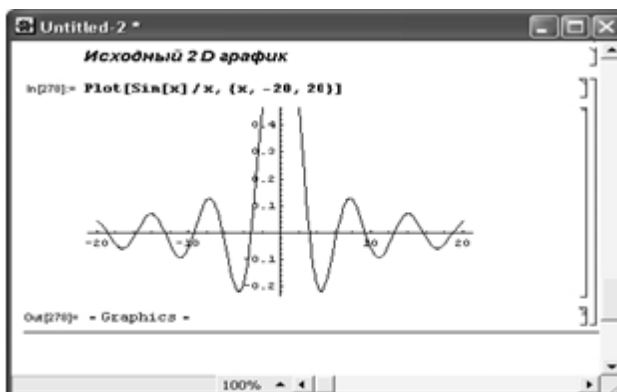 Untitled-2 *
Исходный 2 D график
In[270]:= Plot[Sin[x]/x, {x, -20, 20}]
0.4
0.3
0.2
0.1
-20 -10 10 20
-0.1
-0.2
Out[270]= - Graphics -
100%